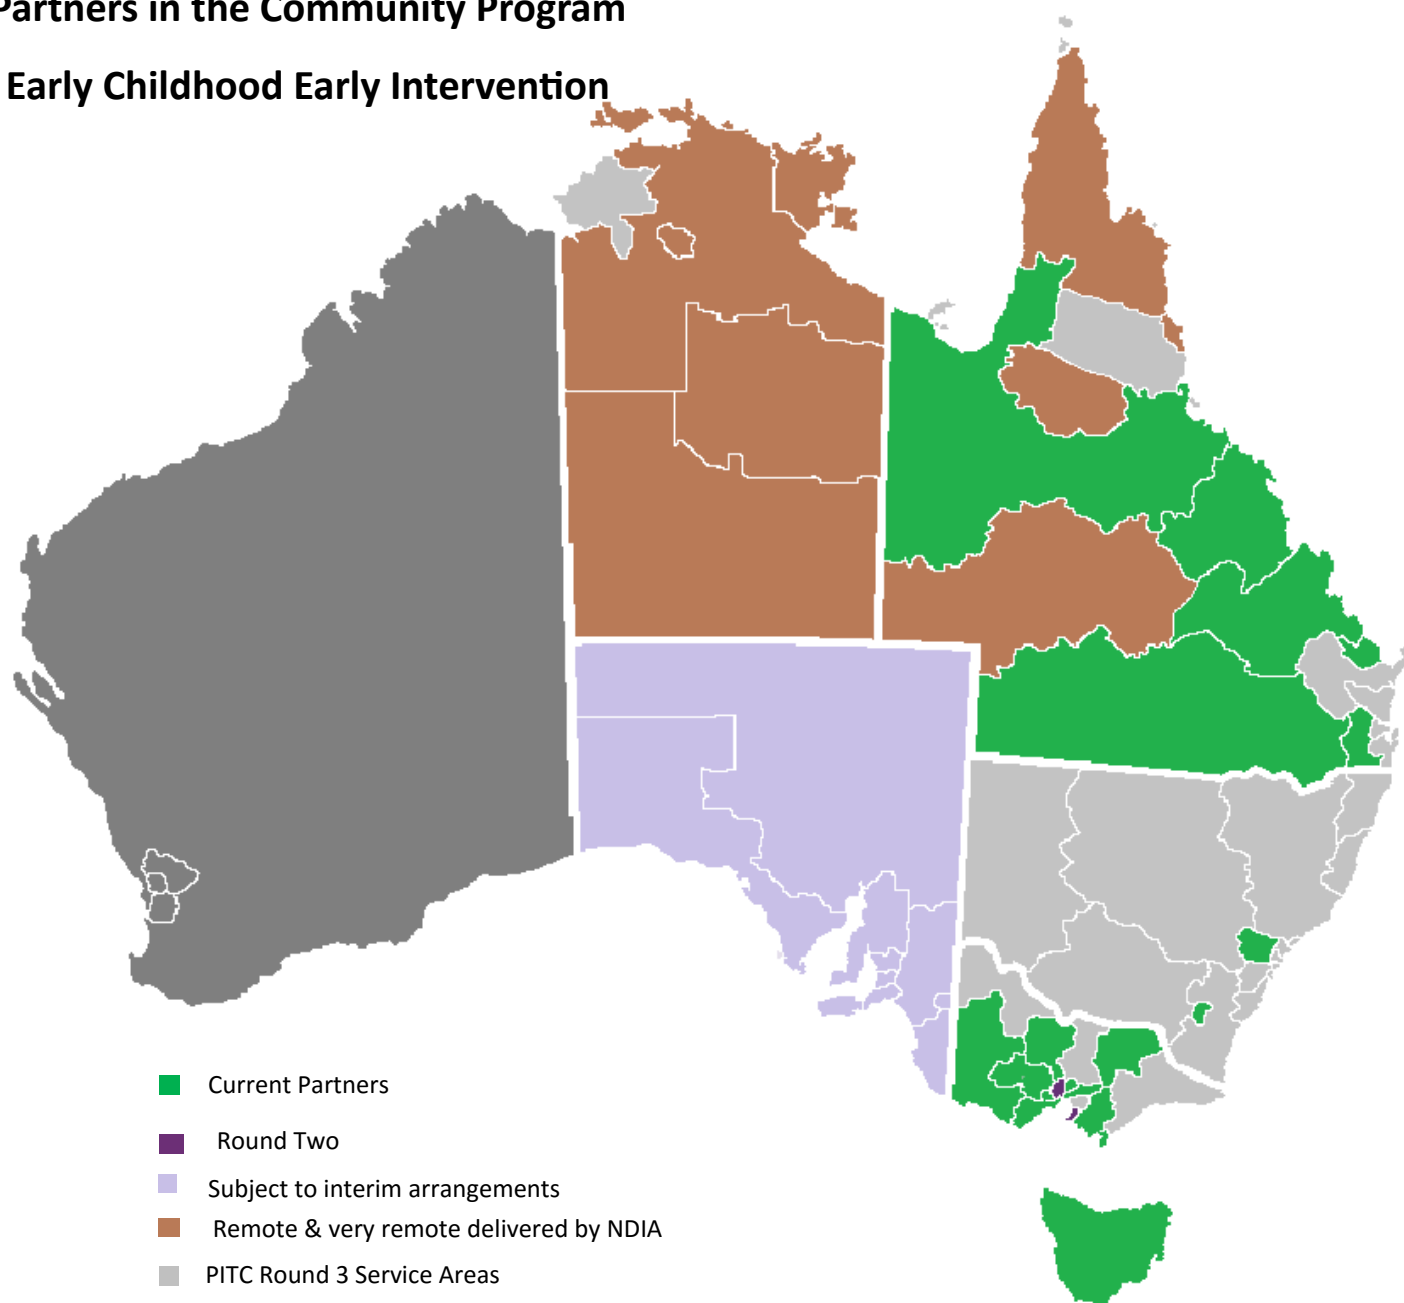 Partners in the Community Program
Early Childhood Early Intervention
Current Partners
Round Two
Subject to interim arrangements
Remote & very remote delivered by NDIA
PITC Round 3 Service Areas